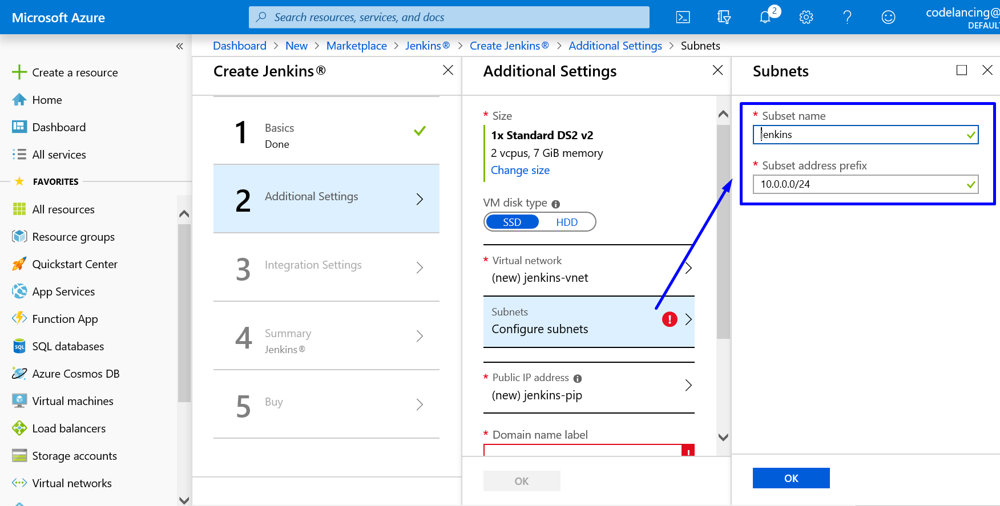 Microsoft Azure
Search resources, services, and docs
2
codelancing@
DEFAUL
«
Dashboard > New > Marketplace > Jenkins® > Create Jenkins® > Additional Settings > Subnets
Create a resource
Home
Dashboard
All services
FAVORITES
All resources
Resource groups
Quickstart Center
App Services
Function App
SQL databases
Azure Cosmos DB
Virtual machines
Load balancers
Storage accounts
Virtual networks
Create Jenkins®
1
Basics
Done
2
Additional Settings
3
Integration Settings
4
Summary
Jenkins®
5
Buy
Additional Settings
* Size
1x Standard DS2 v2
2 vcpus, 7 GiB memory
Change size
VM disk type
SSD HDD
* Virtual network
(new) jenkins-vnet
Subnets
Configure subnets
* Public IP address
(new) jenkins-pip
* Domain name label
OK
Subnets
* Subset name
jenkins
* Subset address prefix
10.0.0.0/24
OK